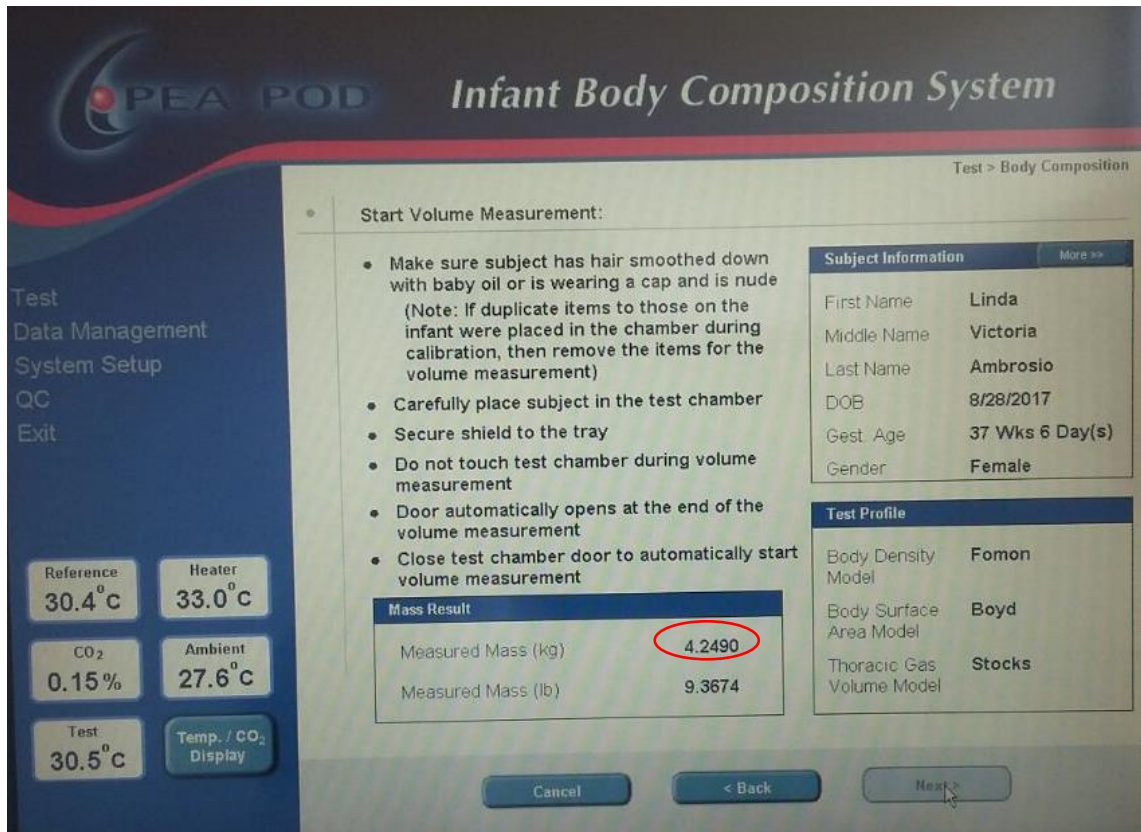 PEA POD
Infant Body Composition System
Test > Body Composition
Start Volume Measurement:
Make sure subject has hair smoothed down
with baby oil or is wearing a cap and is nude
(Note: If duplicate items to those on the
infant were placed in the chamber during
calibration, then remove the items for the
volume measurement)
Carefully place subject in the test chamber
Secure shield to the tray
Do not touch test chamber during volume
measurement
Door automatically opens at the end of the
volume measurement
Close test chamber door to automatically start
volume measurement
Mass Result
Measured Mass (kg) 4.2490
Measured Mass (lb) 9.3674
Subject Information More >>
First Name Linda
Middle Name Victoria
Last Name Ambrosio
DOB 8/28/2017
Gest. Age 37 Wks 6 Day(s)
Gender Female
Test Profile
Body Density Fomon
Model
Body Surface Boyd
Area Model
Thoracic Gas Stocks
Volume Model
Test
Data Management
System Setup
QC
Exit
Reference
30.4°C
Heater
33.0°C
CO₂
0.15%
Ambient
27.6°C
Test
30.5°C
Temp. / CO₂
Display
Cancel
< Back
Next >